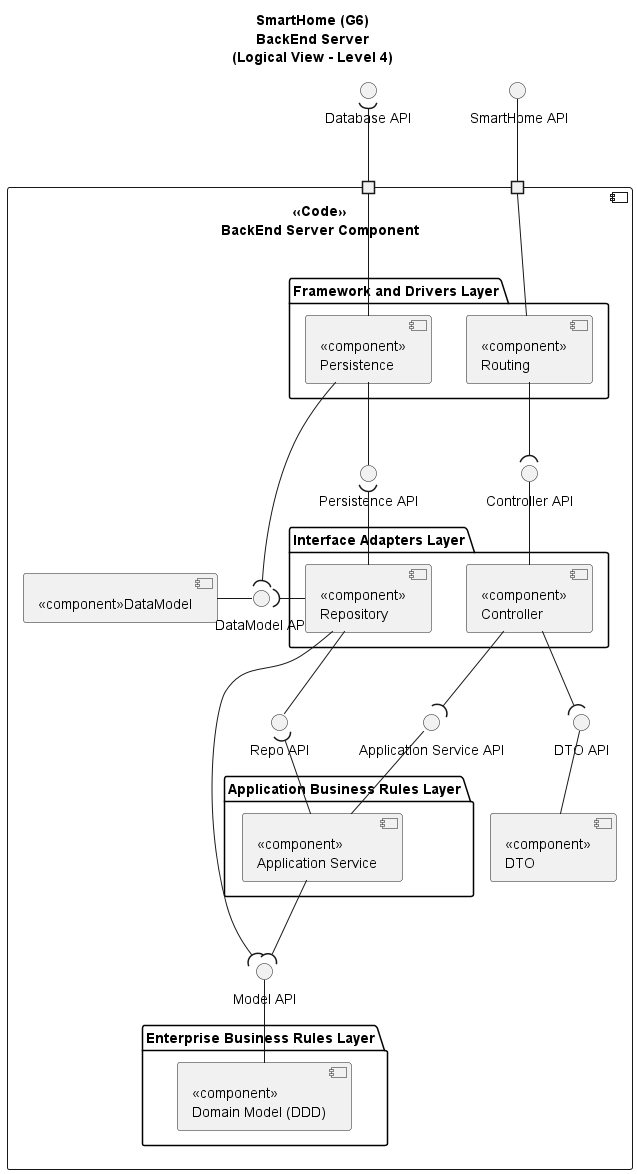 SmartHome (G6)
BackEnd Server
(Logical View - Level 4)
Database API
SmartHome API
«Code»
BackEnd Server Component
Framework and Drivers Layer
«component»
Persistence
«component»
Routing
Persistence API
Controller API
Interface Adapters Layer
«component»DataModel
DataModel API
«component»
Repository
«component»
Controller
Repo API
Application Service API
DTO API
Application Business Rules Layer
«component»
Application Service
«component»
DTO
Model API
Enterprise Business Rules Layer
«component»
Domain Model (DDD)